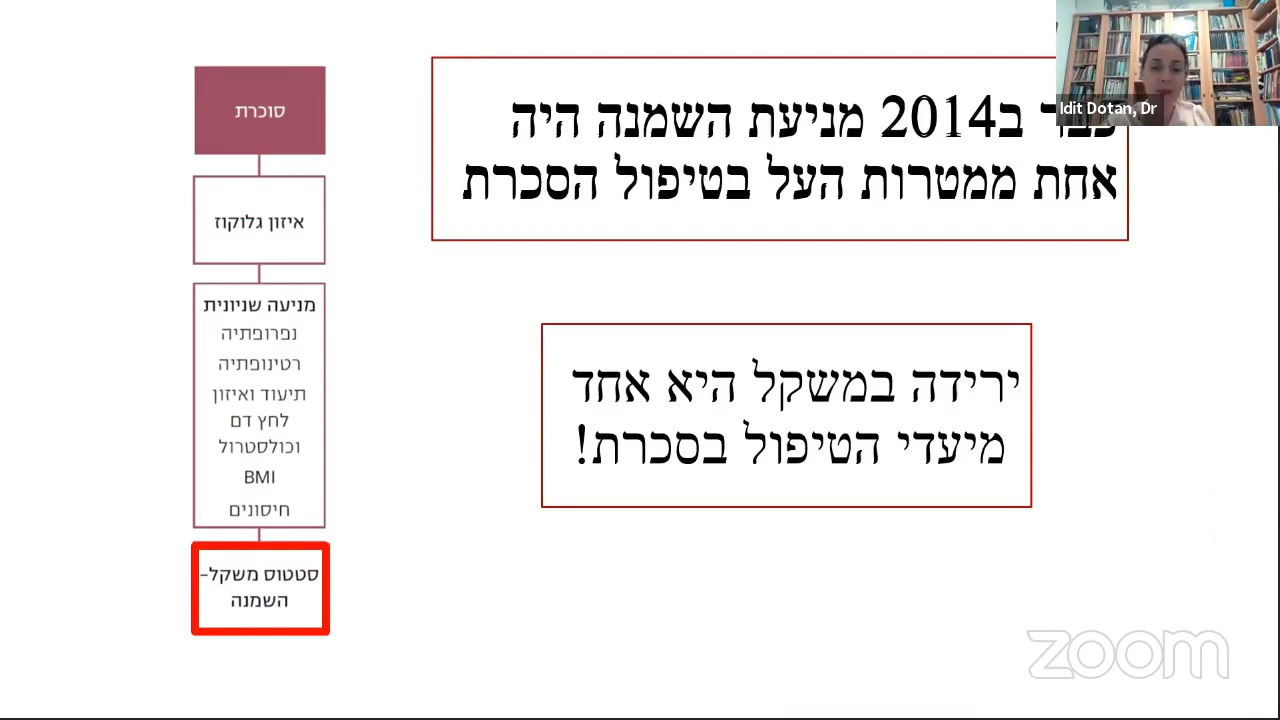 סוכרת
איזון גלוקוז
מניעה שניונית
נפרופתיה
רטינופתיה
תיעוד ואיזון
לחץ דם
וכולסטרול
BMI
חיסונים
סטטוס משקל-
השמנה
ב2014 מניעת השמנה היה
אחת ממטרות העל בטיפול הסכרת
ירידה במשקל היא אחד
מיעדי הטיפול בסכרת!
Idit Dotan, Dr
zoom